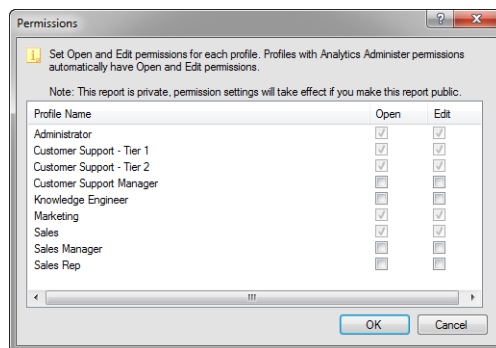 Permissions
Set Open and Edit permissions for each profile. Profiles with Analytics Administer permissions
automatically have Open and Edit permissions.
Note: This report is private, permission settings will take effect if you make this report public.
Profile Name Open Edit
Administrator
Customer Support - Tier 1
Customer Support - Tier 2
Customer Support Manager
Knowledge Engineer
Marketing
Sales
Sales Manager
Sales Rep
OK Cancel